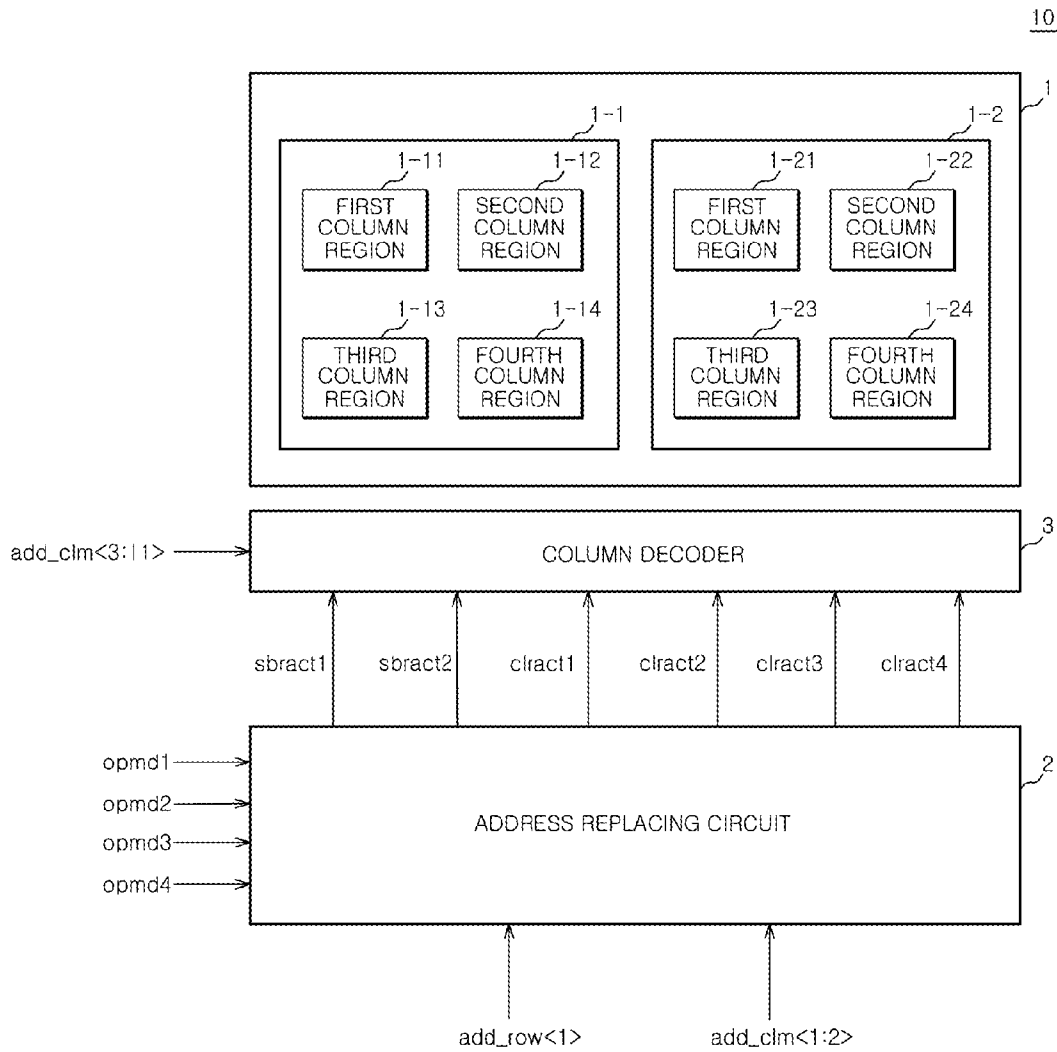 10
1
1-1
1-2
1-11
1-12
1-21
1-22
FIRST
COLUMN
REGION
SECOND
COLUMN
REGION
FIRST
COLUMN
REGION
SECOND
COLUMN
REGION
1-13
1-14
1-23
1-24
THIRD
COLUMN
REGION
FOURTH
COLUMN
REGION
THIRD
COLUMN
REGION
FOURTH
COLUMN
REGION
3
add_clm<3:l1>
COLUMN DECODER
sbract1
sbract2
clract1
clract2
clract3
clract4
2
opmd1
opmd2
opmd3
opmd4
ADDRESS REPLACING CIRCUIT
add_row<1>
add_clm<1:2>